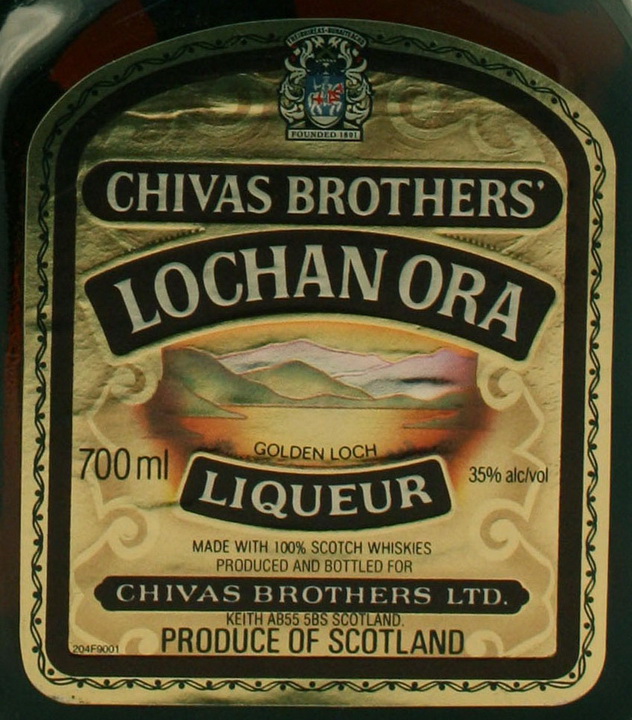 FOUNDED 1801
CHIVAS BROTHERS'
LOCHAN ORA
GOLDEN LOCH
700 ml
LIQUEUR
35% alc/vol
MADE WITH 100% SCOTCH WHISKIES
PRODUCED AND BOTTLED FOR
CHIVAS BROTHERS LTD.
KEITH AB55 5BS SCOTLAND.
204F9001
PRODUCE OF SCOTLAND